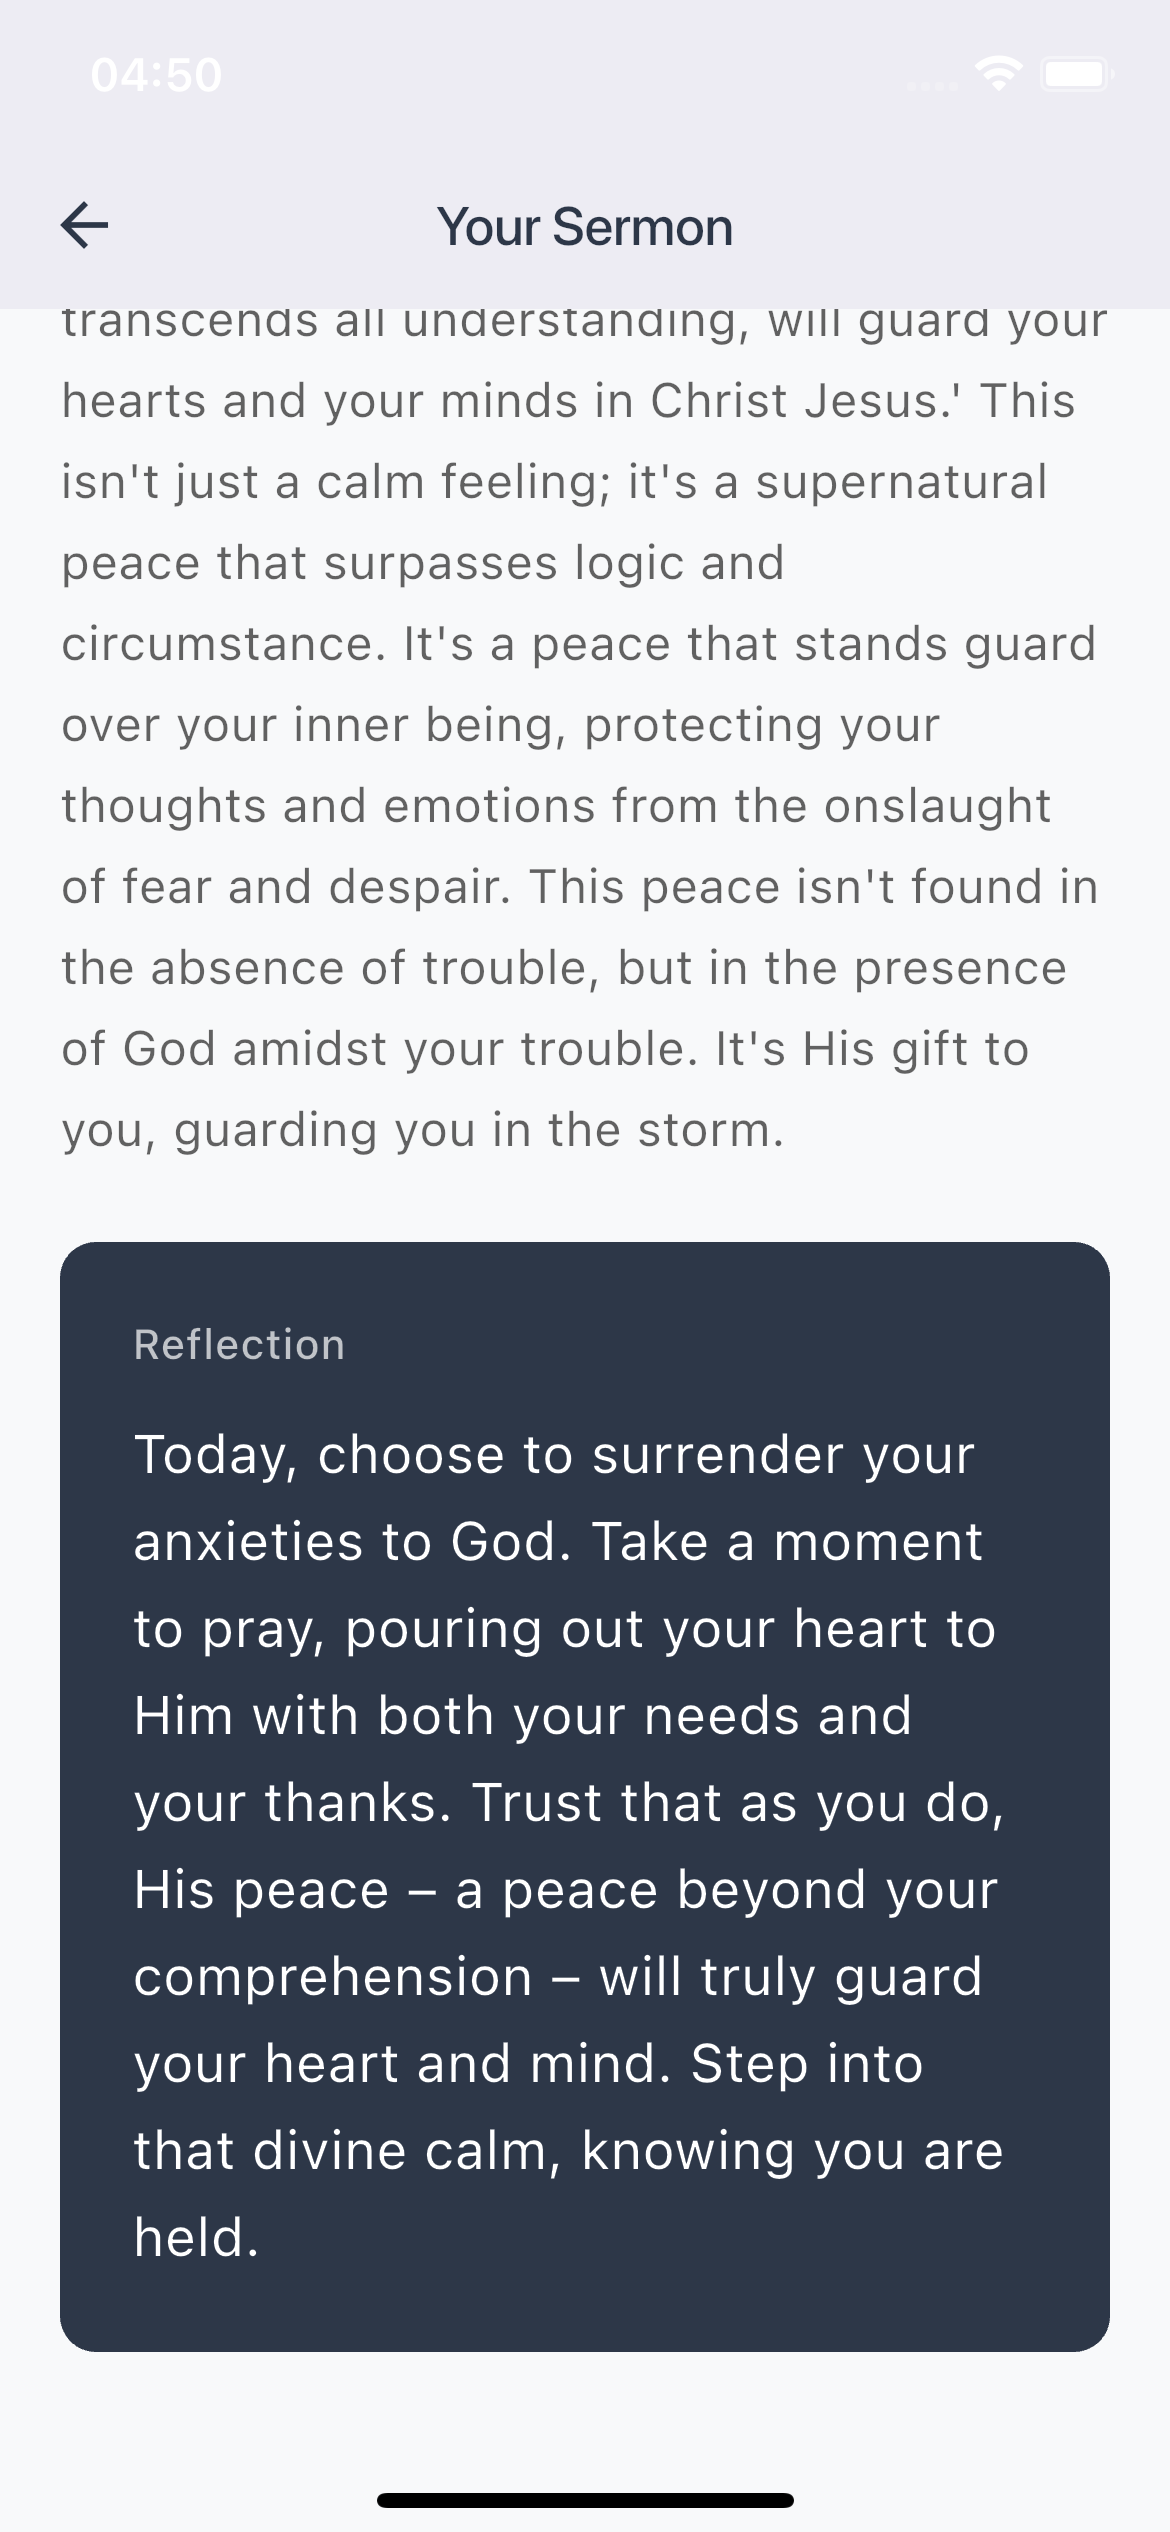 04:50
Your Sermon
transcends all understanding, will guard your
hearts and your minds in Christ Jesus.' This
isn't just a calm feeling; it's a supernatural
peace that surpasses logic and
circumstance. It's a peace that stands guard
over your inner being, protecting your
thoughts and emotions from the onslaught
of fear and despair. This peace isn't found in
the absence of trouble, but in the presence
of God amidst your trouble. It's His gift to
you, guarding you in the storm.
Reflection
Today, choose to surrender your
anxieties to God. Take a moment
to pray, pouring out your heart to
Him with both your needs and
your thanks. Trust that as you do,
His peace – a peace beyond your
comprehension – will truly guard
your heart and mind. Step into
that divine calm, knowing you are
held.